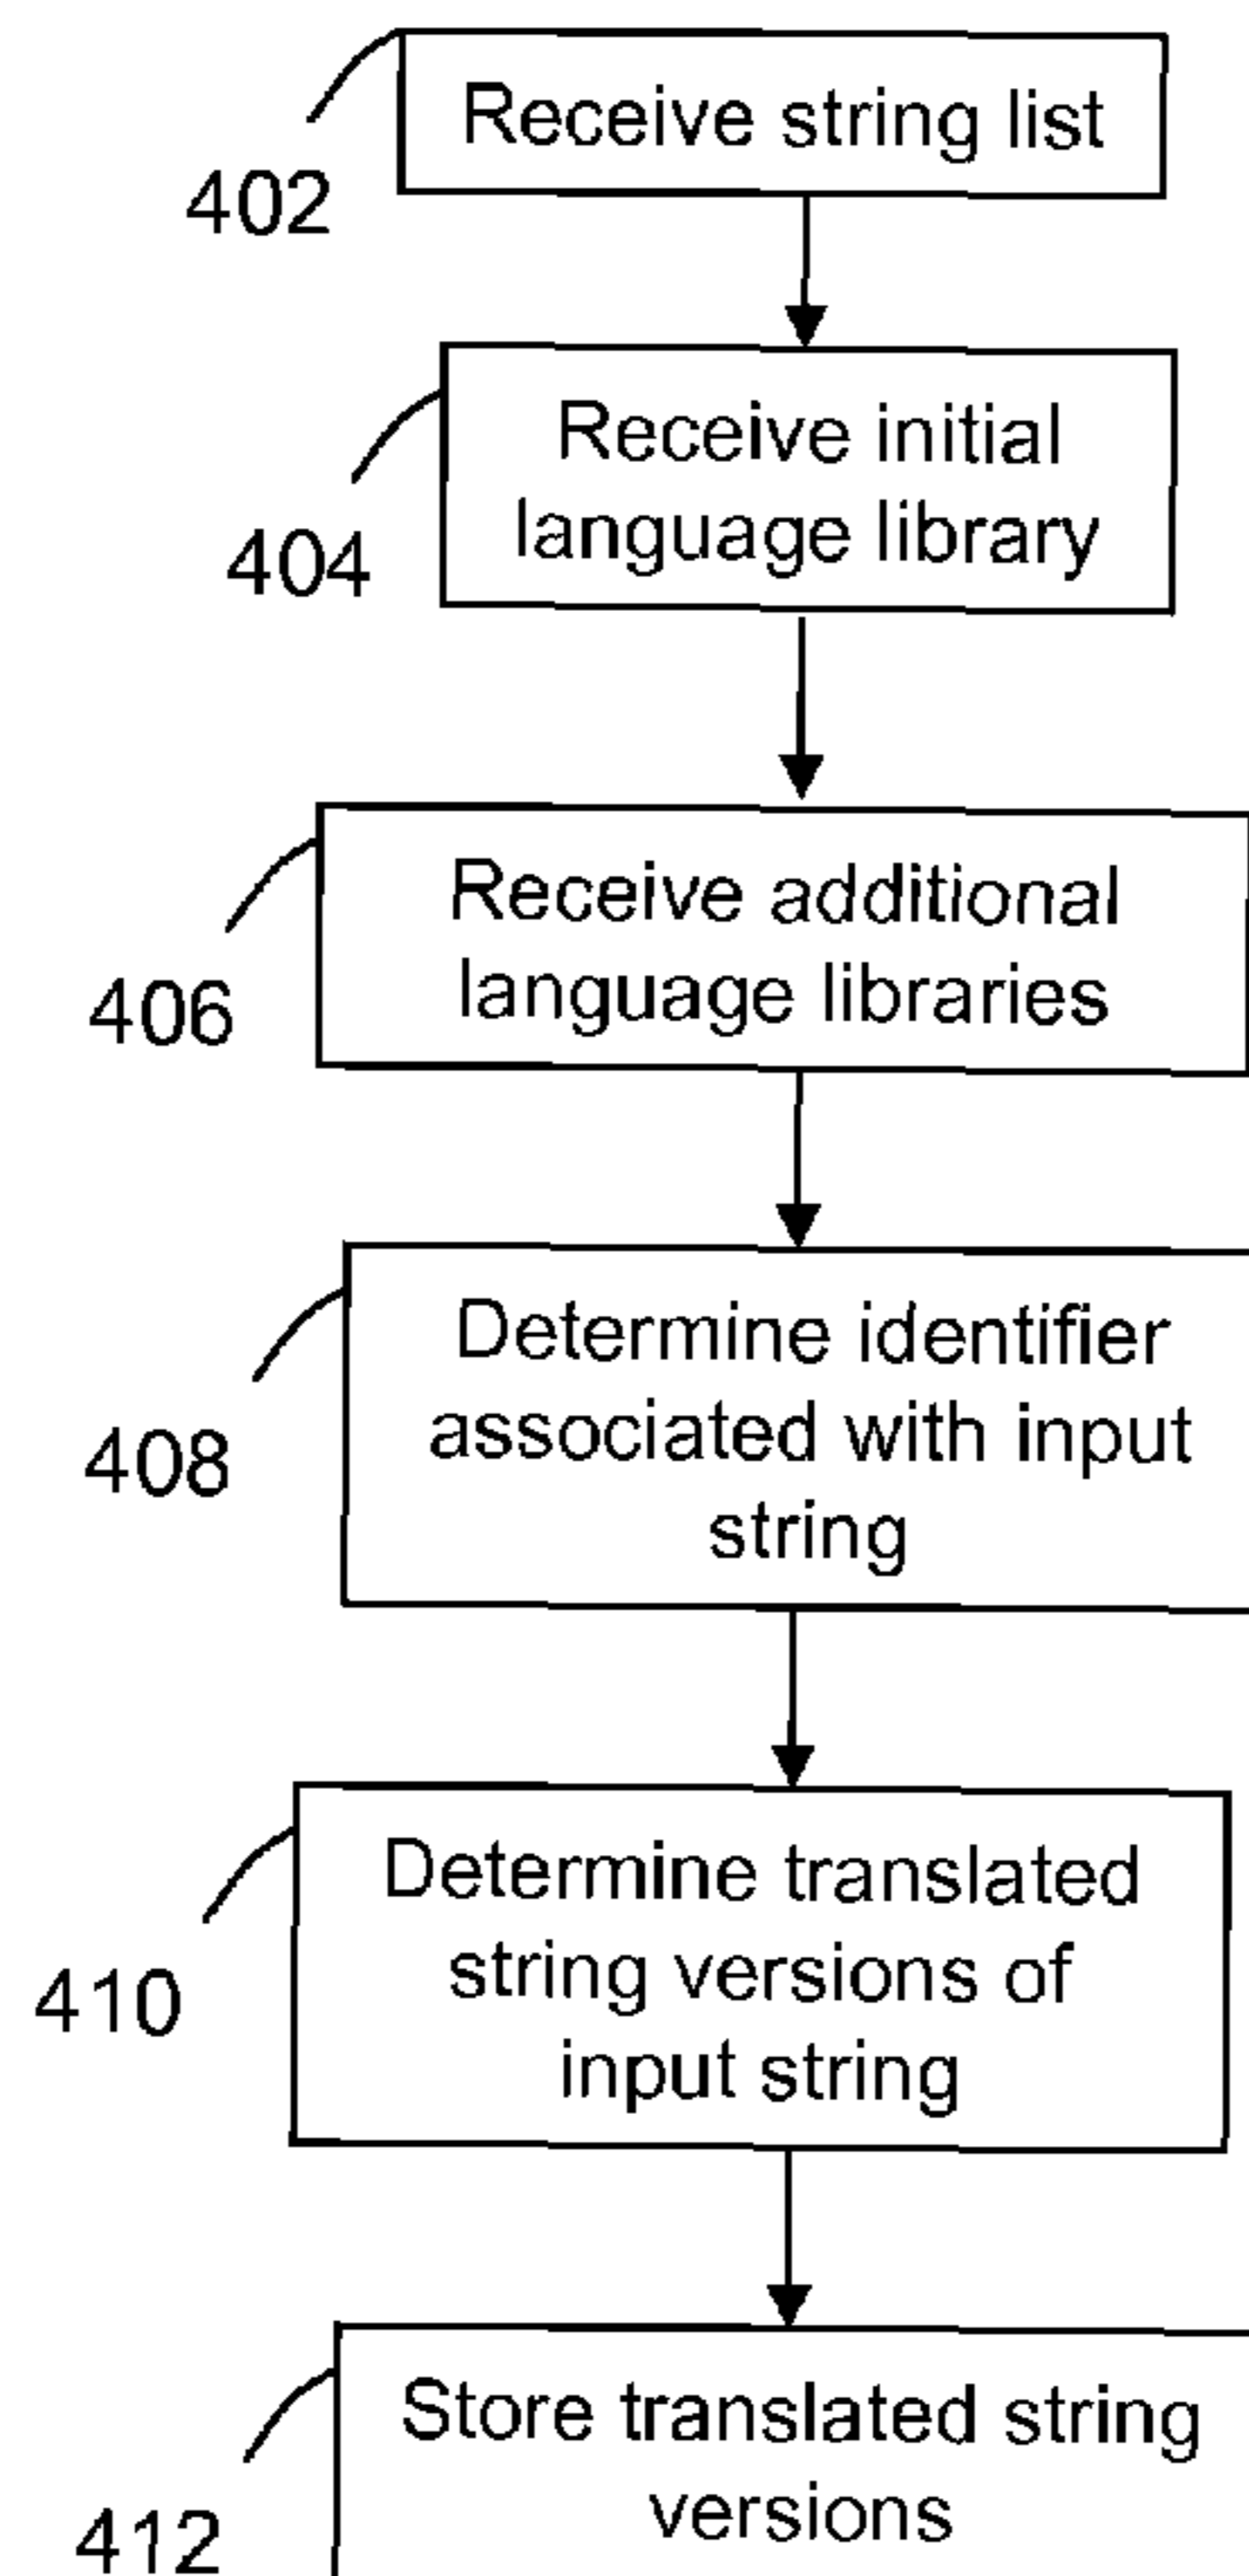 Receive string list
402
Receive initial
language library
404
Receive additional
language libraries
406
Determine identifier
associated with input
string
408
Determine translated
string versions of
input string
410
Store translated string
versions
412